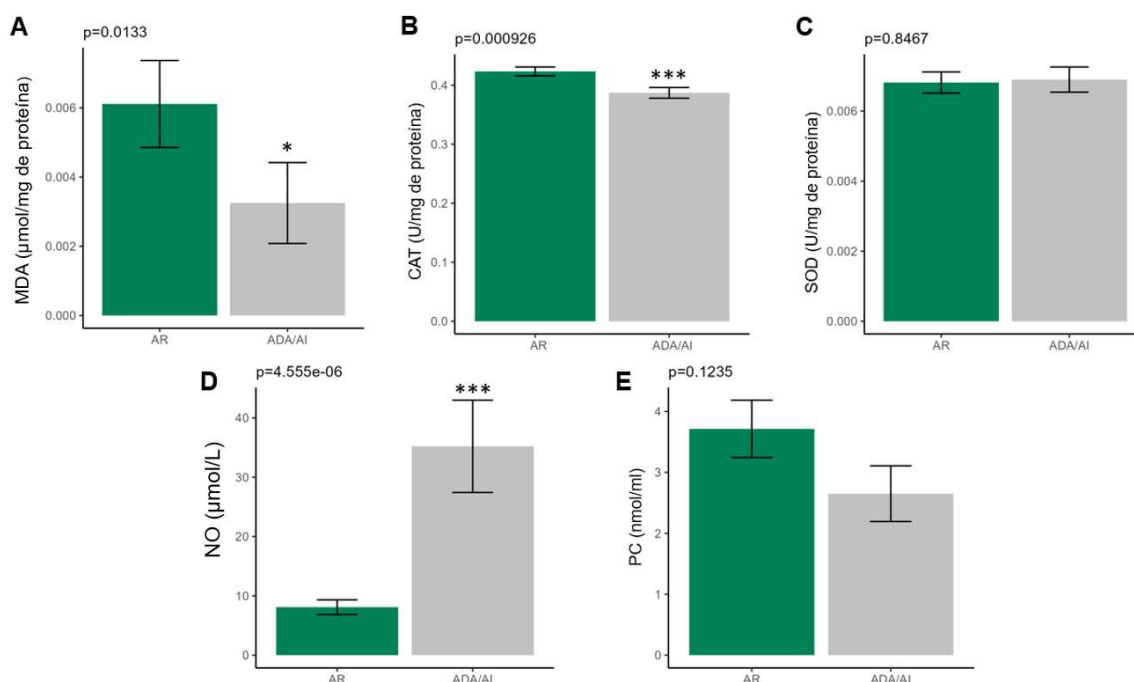 A
p=0.0133
MDA (µmol/mg de proteína)
0.006
0.004
0.002
0.000
*
AR
ADA/AI
B
p=0.000926
CAT (U/mg de proteína)
0.4
0.3
0.2
0.1
0.0
***
AR
ADA/AI
C
p=0.8467
SOD (U/mg de proteína)
0.006
0.004
0.002
0.000
AR
ADA/AI
D
p=4.555e-06
NO (µmol/L)
40
30
20
10
0
***
AR
ADA/AI
E
p=0.1235
PC (nmol/ml)
4
3
2
1
0
AR
ADA/AI